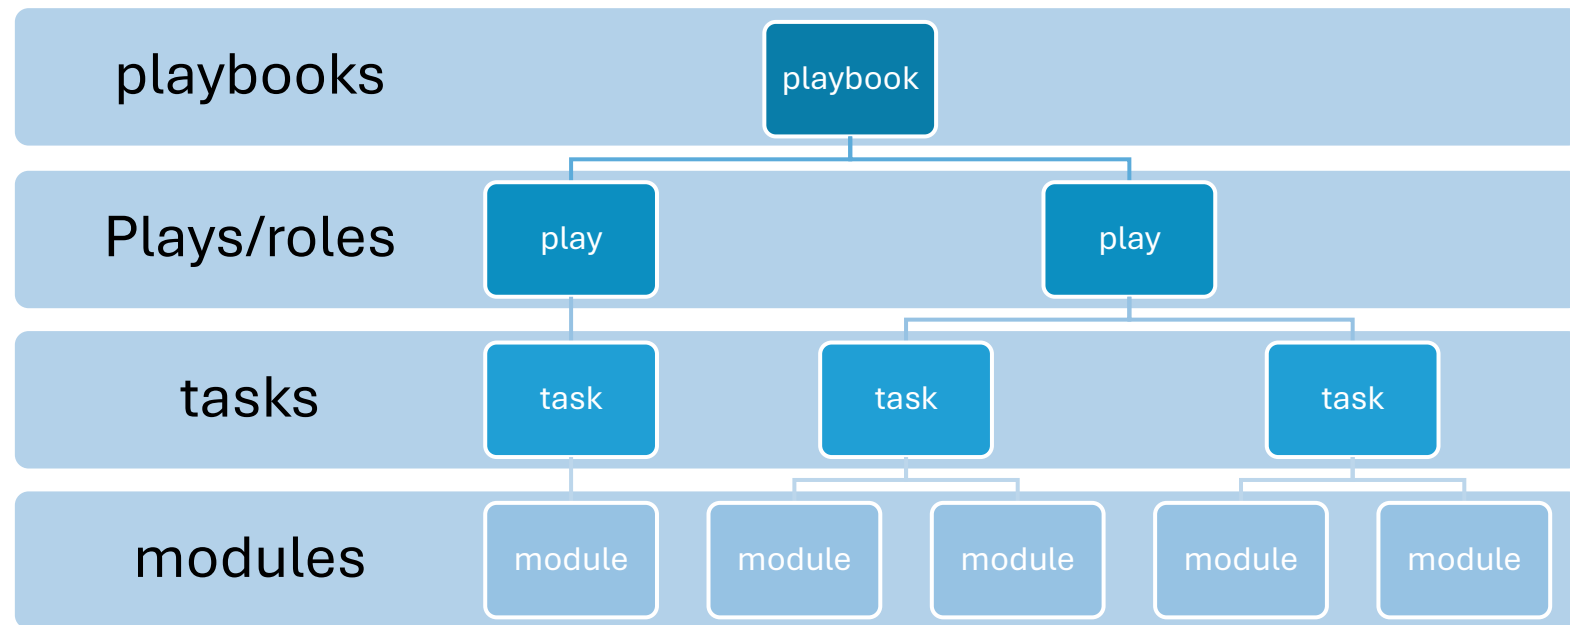 playbooks
playbook
Plays/roles
play
play
tasks
task
task
task
modules
module
module
module
module
module